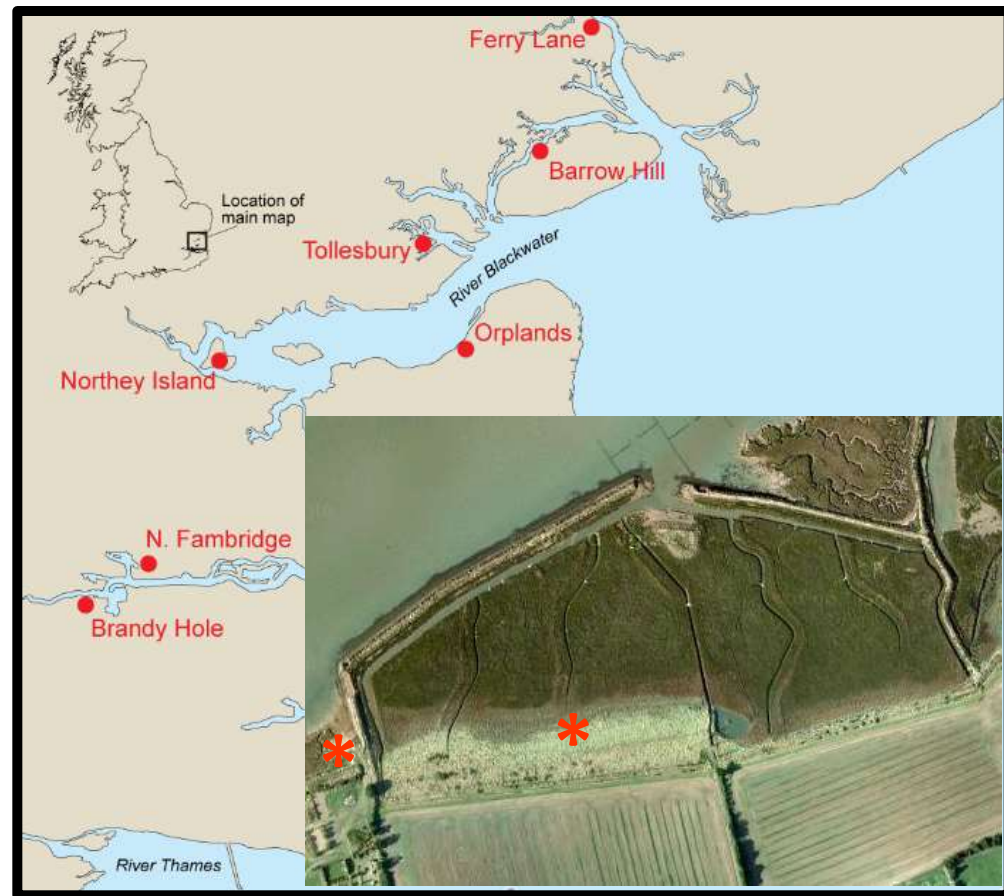 Ferry Lane
Barrow Hill
Location of
main map
Tollesbury
River Blackwater
Orplands
Northey Island
N. Fambridge
Brandy Hole
River Thames